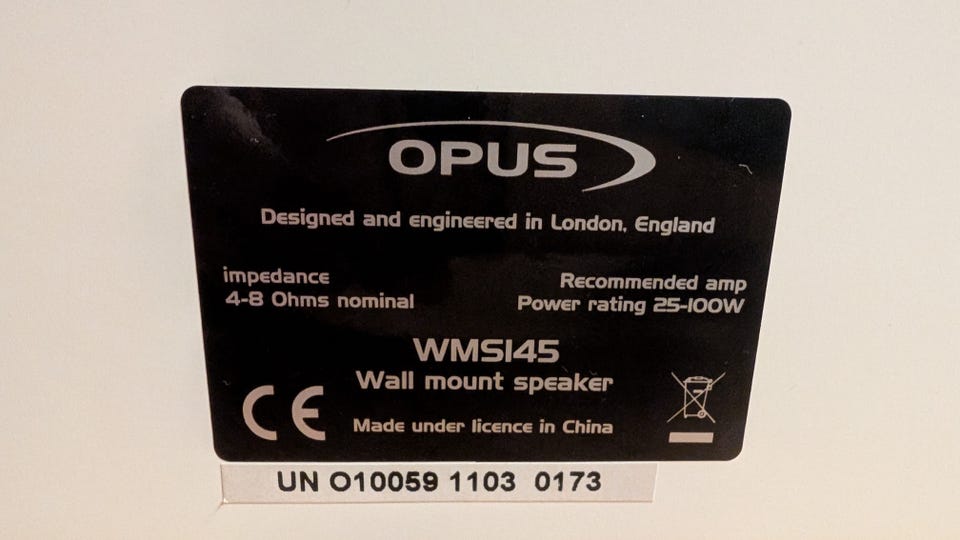 OPUS
Designed and engineered in London, England
impedance
4-8 Ohms nominal
Recommended amp
Power rating 25-100W
WMS145
Wall mount speaker
CE
Made under licence in China
UN O10059 1103 0173